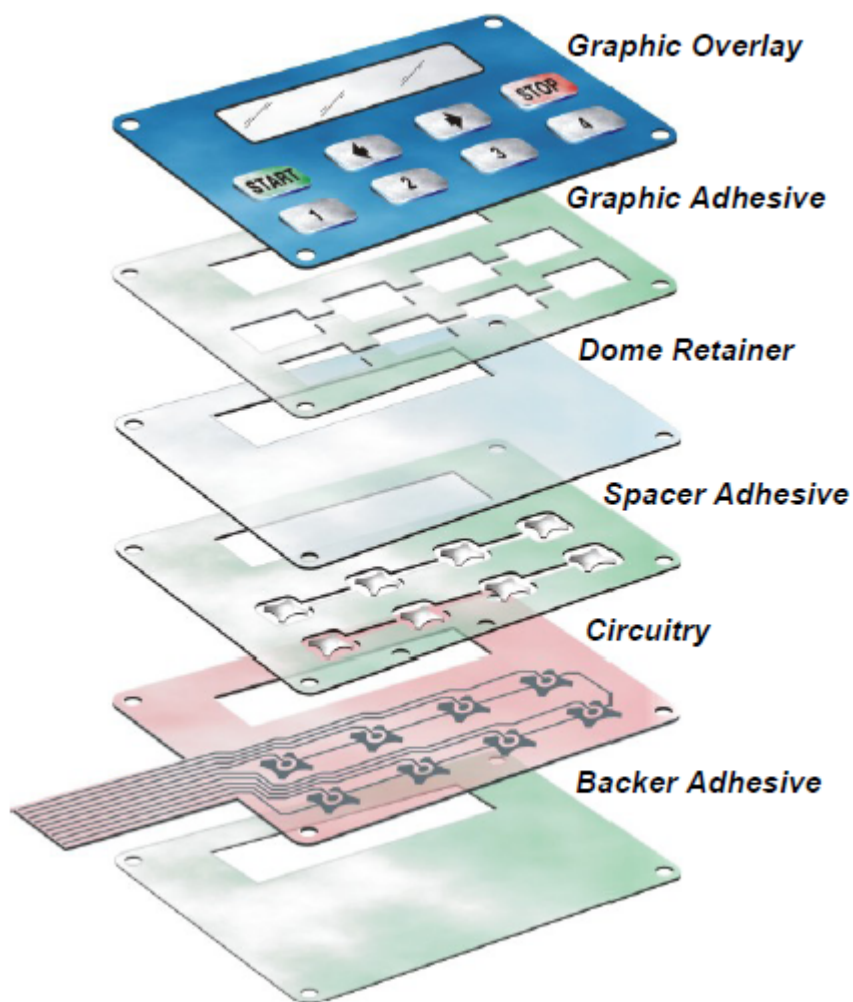 Graphic Overlay
STOP
4
3
START
2
1
Graphic Adhesive
Dome Retainer
Spacer Adhesive
Circuitry
Backer Adhesive